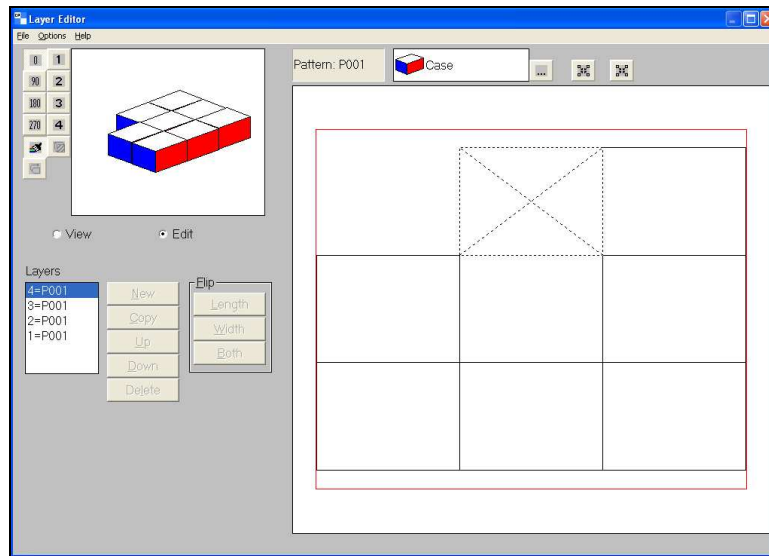 Layer Editor
File Options Help
0 1
90 2
180 3
270 4
Pattern: P001
Case
...
View Edit
Layers
4=P001
3=P001
2=P001
1=P001
New
Copy
Up
Down
Delete
Flip
Length
Width
Both